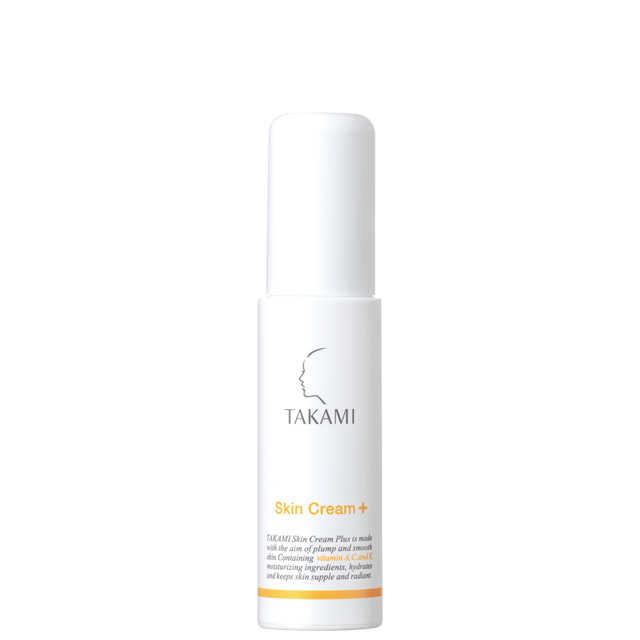 TAKAMI
Skin Cream+
TAKAMI Skin Cream Plus is made
with the aim of plump and smooth
skin.Containing vitamin A,C,and E,
moisturizing ingredients, hydrates
and keeps skin supple and radiant.